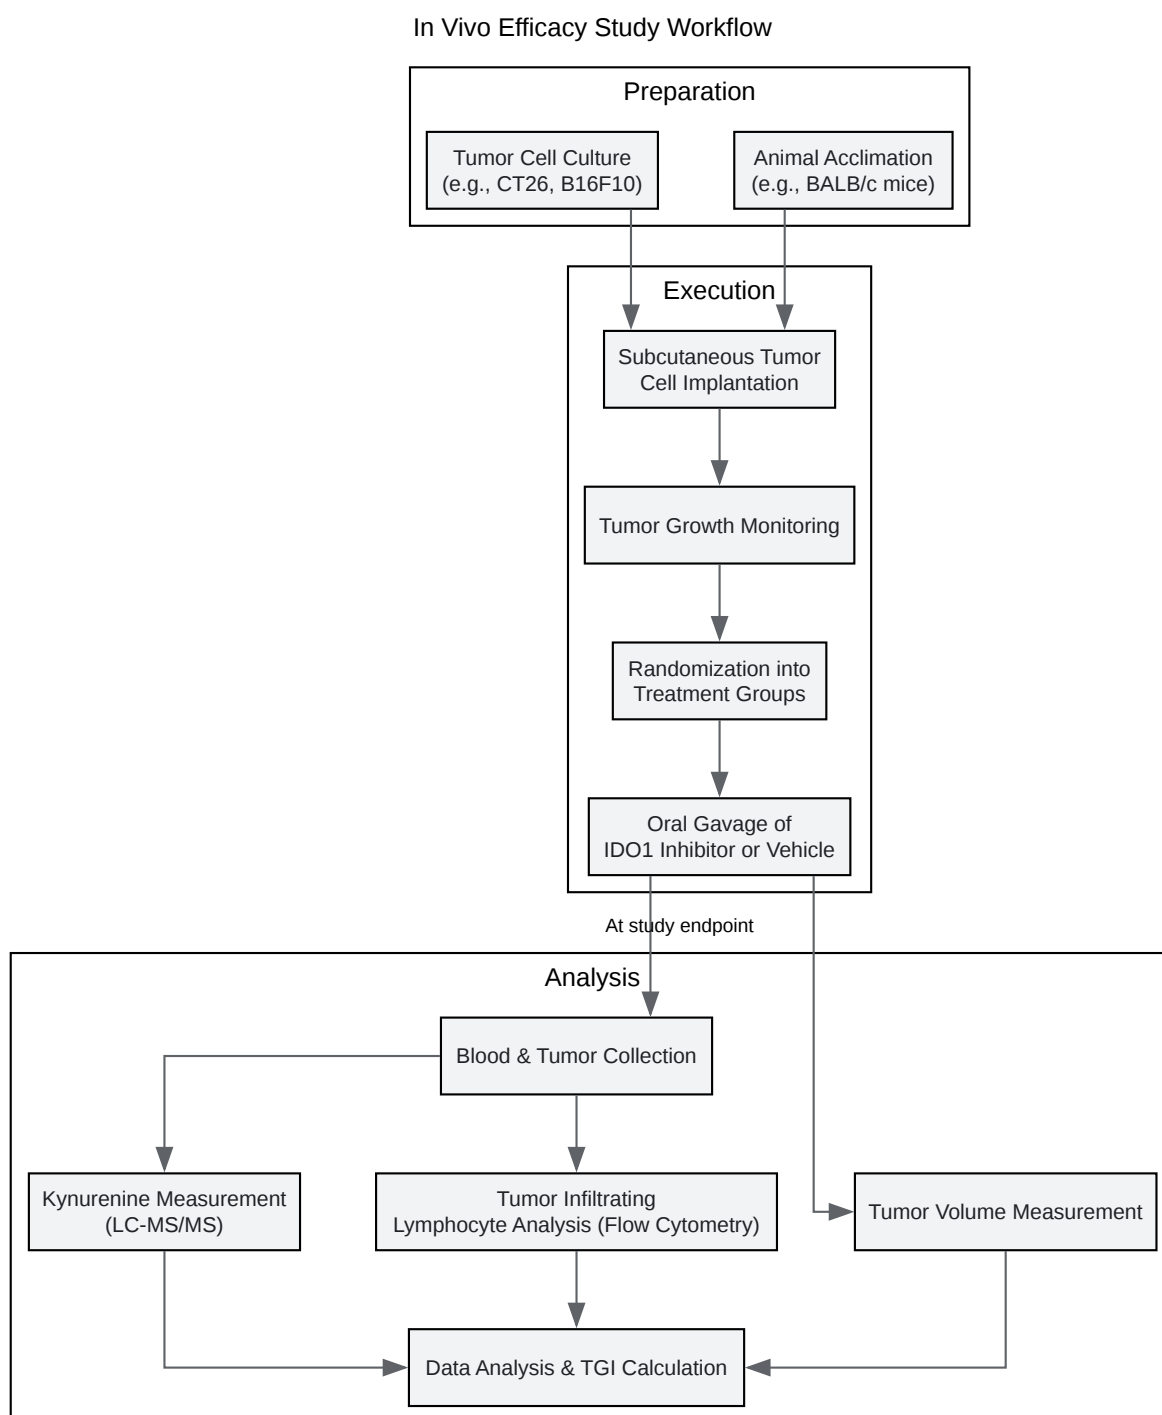 In Vivo Efficacy Study Workflow
Preparation
Tumor Cell Culture
(e.g., CT26, B16F10)
Animal Acclimation
(e.g., BALB/c mice)
Execution
Subcutaneous Tumor
Cell Implantation
Tumor Growth Monitoring
Randomization into
Treatment Groups
Oral Gavage of
IDO1 Inhibitor or Vehicle
At study endpoint
Analysis
Blood & Tumor Collection
Kynurenine Measurement
(LC-MS/MS)
Tumor Infiltrating
Lymphocyte Analysis (Flow Cytometry)
Tumor Volume Measurement
Data Analysis & TGI Calculation